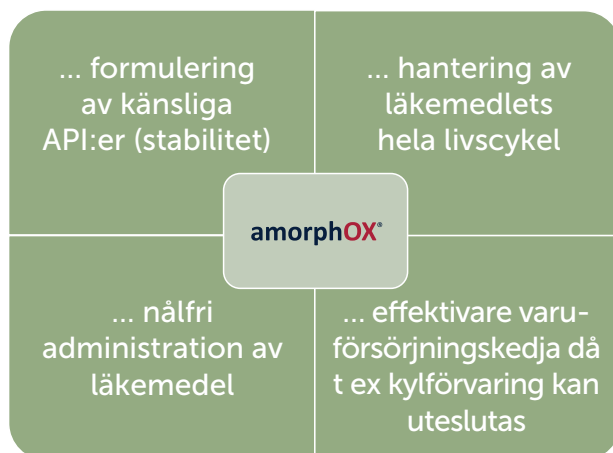 ... formulering
av känsliga
API:er (stabilitet)
... hantering av
läkemedlets
hela livscykel
amorphOX®
... nålfri
administration av
läkemedel
... effektivare varu-
försörjningskedja då
t ex kylförvaring kan
uteslutas